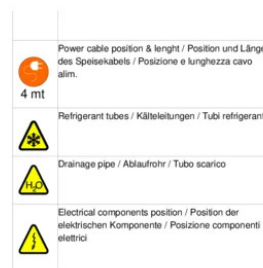 Power cable position & lenght / Position und Länge
des Speisekabels / Posizione e lunghezza cavo
alim.
4 mt
Refrigerant tubes / Kälteleitungen / Tubi refrigerant
Drainage pipe / Ablaufrohr / Tubo scarico
H₂O
Electrical components position / Position der
elektrischen Komponente / Posizione componenti
elettrici